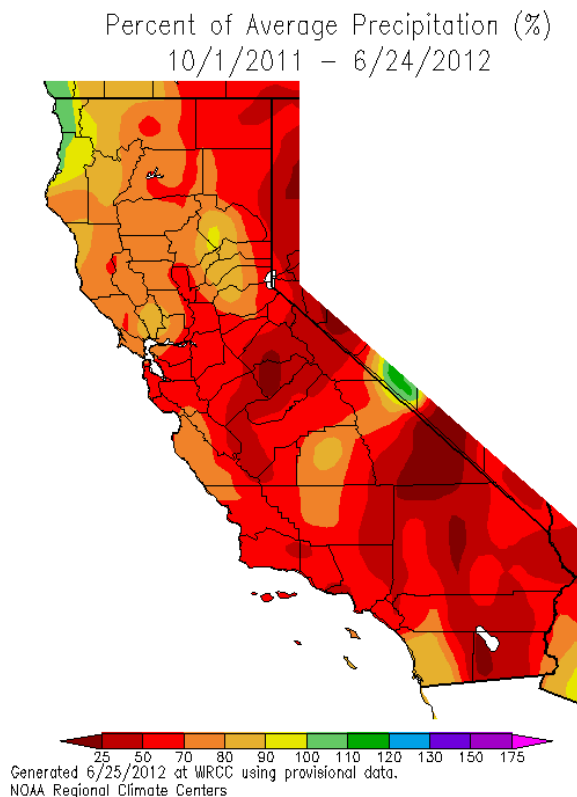 Percent of Average Precipitation (%)
10/1/2011 – 6/24/2012
25 50 70 80 90 100 110 120 130 150 175
Generated 6/25/2012 at WRCC using provisional data.
NOAA Regional Climate Centers